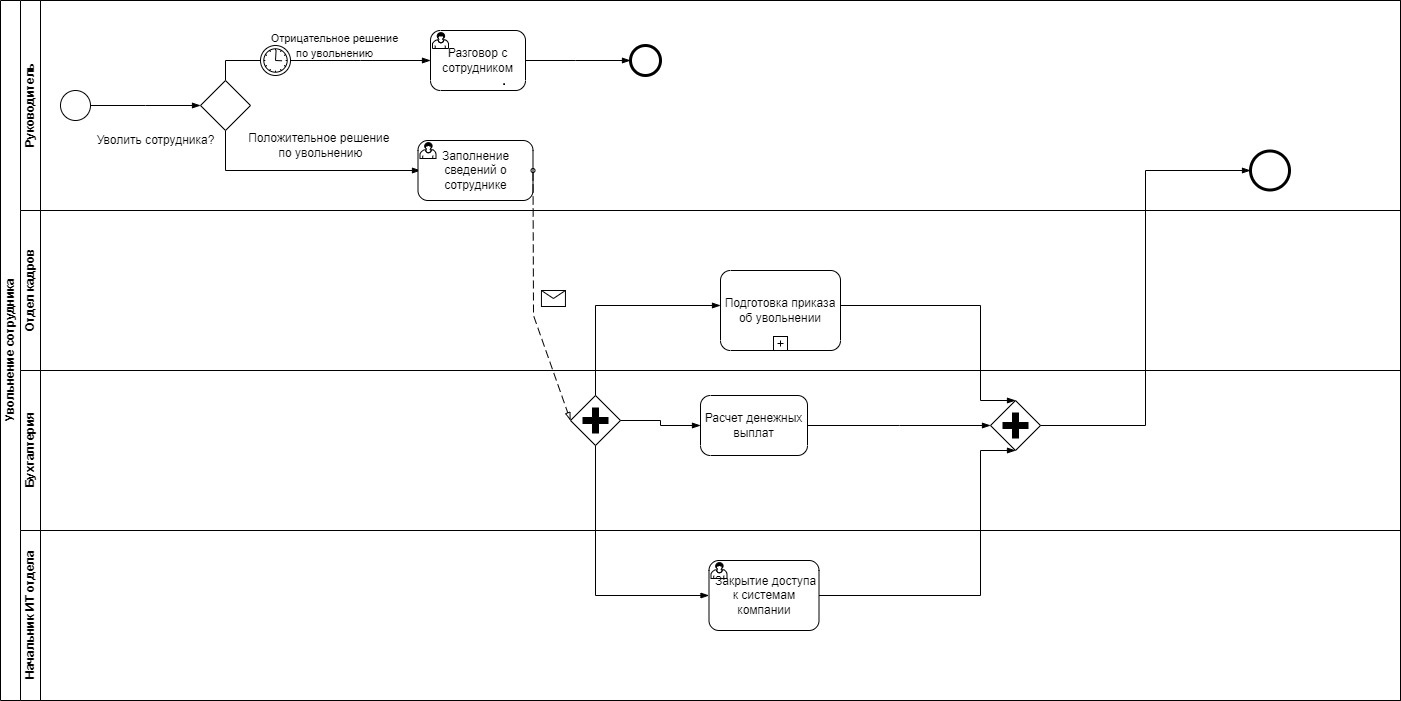 Увольнение сотрудника
Руководитель
Уволить сотрудника?
Отрицательное решение
по увольнению
Разговор с
сотрудником
.
Положительное решение
по увольнению
Заполнение
сведений о
сотруднике
Отдел кадров
Подготовка приказа
об увольнении
Бухгалтерия
Расчет денежных
выплат
Начальник ИТ отдела
Закрытие доступа
к системам
компании